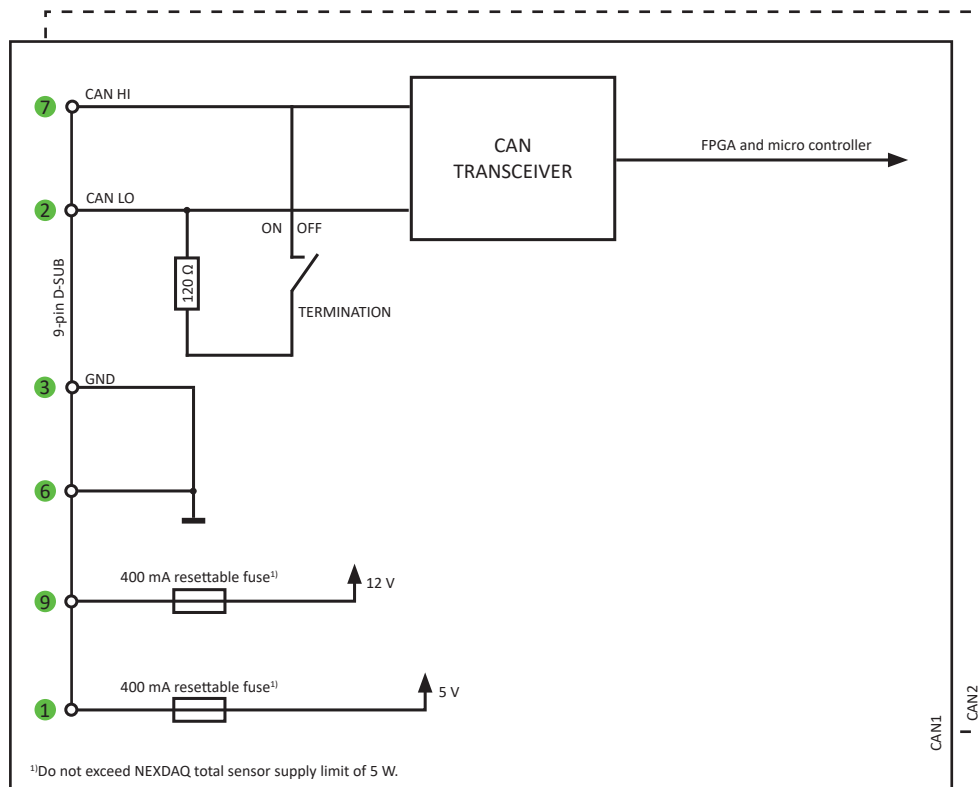 7 CAN HI
CAN
TRANSCEIVER
FPGA and micro controller
2 CAN LO
ON OFF
120 Ω
TERMINATION
9-pin D-SUB
3 GND
6
400 mA resettable fuse¹⁾
12 V
9
400 mA resettable fuse¹⁾
5 V
1
CAN1
CAN2
¹⁾Do not exceed NEXDAQ total sensor supply limit of 5 W.